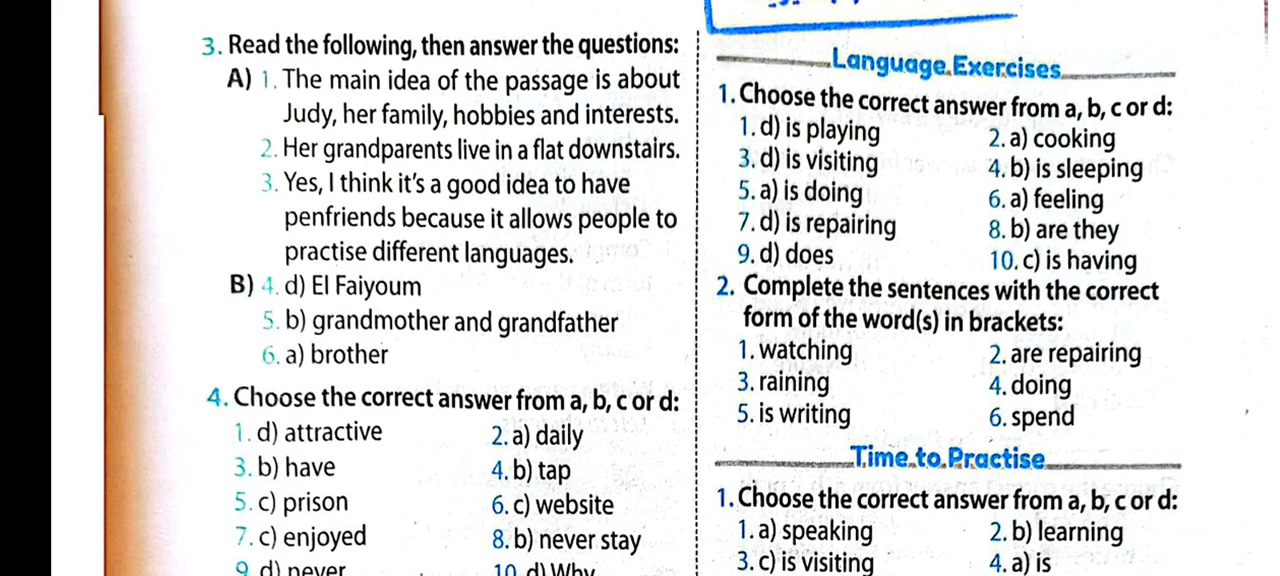 3. Read the following, then answer the questions:
A) 1. The main idea of the passage is about
Judy, her family, hobbies and interests.
2. Her grandparents live in a flat downstairs.
3. Yes, I think it's a good idea to have
penfriends because it allows people to
practise different languages.
B) 4. d) El Faiyoum
5. b) grandmother and grandfather
6. a) brother
4. Choose the correct answer from a, b, c or d:
1. d) attractive 2. a) daily
3. b) have 4. b) tap
5. c) prison 6. c) website
7. c) enjoyed 8. b) never stay
9. d) never 10. d) Why
Language Exercises
1. Choose the correct answer from a, b, c or d:
1. d) is playing 2. a) cooking
3. d) is visiting 4. b) is sleeping
5. a) is doing 6. a) feeling
7. d) is repairing 8. b) are they
9. d) does 10. c) is having
2. Complete the sentences with the correct
form of the word(s) in brackets:
1. watching 2. are repairing
3. raining 4. doing
5. is writing 6. spend
Time to Practise
1. Choose the correct answer from a, b, c or d:
1. a) speaking 2. b) learning
3. c) is visiting 4. a) is